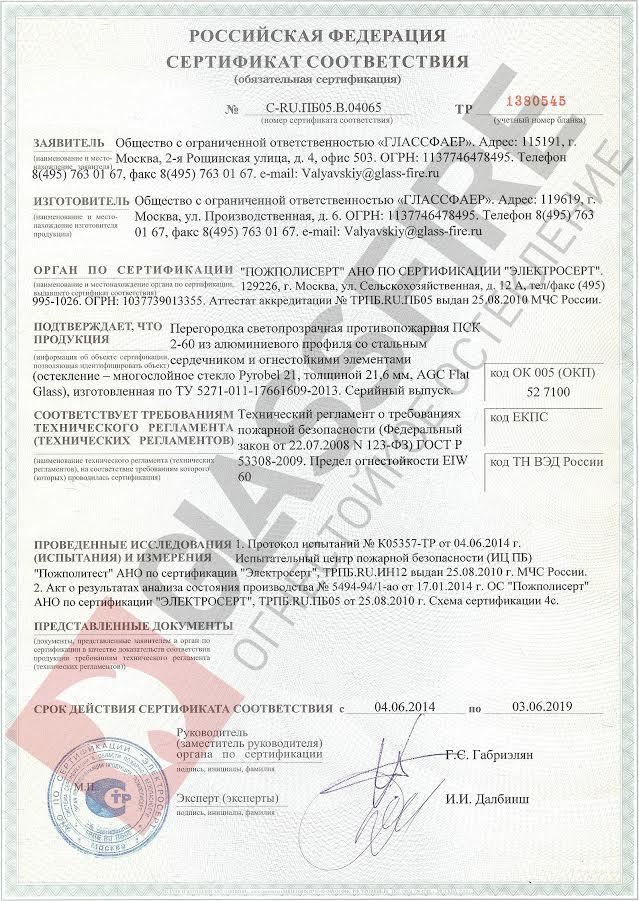 РОССИЙСКАЯ ФЕДЕРАЦИЯ
СЕРТИФИКАТ СООТВЕТСТВИЯ
(обязательная сертификация)
№ C-RU.ПБ05.В.04065 ТР 1380545
(номер сертификата соответствия) (учетный номер бланка)
ЗАЯВИТЕЛЬ Общество с ограниченной ответственностью «ГЛАССФАЕР». Адрес: 115191, г.
(наименование и место-нахождение заявителя) Москва, 2-я Рощинская улица, д. 4, офис 503. ОГРН: 1137746478495. Телефон
8(495) 763 01 67, факс 8(495) 763 01 67. e-mail: Valyavskiy@glass-fire.ru
ИЗГОТОВИТЕЛЬ Общество с ограниченной ответственностью «ГЛАССФАЕР». Адрес: 119619, г.
(наименование и место- Москва, ул. Производственная, д. 6. ОГРН: 1137746478495. Телефон 8(495) 763
нахождение изготовителя
продукции) 01 67, факс 8(495) 763 01 67. e-mail: Valyavskiy@glass-fire.ru
ОРГАН ПО СЕРТИФИКАЦИИ "ПОЖПОЛИСЕРТ" АНО ПО СЕРТИФИКАЦИИ "ЭЛЕКТРОСЕРТ".
(наименование и местонахождение органа по сертификации, выдавшего сертификат соответствия) 129226, г. Москва, ул. Сельскохозяйственная, д. 12 А, тел/факс (495)
995-1026. ОГРН: 1037739013355. Аттестат аккредитации № ТРПБ.RU.ПБ05 выдан 25.08.2010 МЧС России.
ПОДТВЕРЖДАЕТ, ЧТО Перегородка светопрозрачная противопожарная ПСК
ПРОДУКЦИЯ 2-60 из алюминиевого профиля со стальным
(информация об объекте сертификации, позволяющая идентифицировать объект) сердечником и огнестойкими элементами
(остекление – многослойное стекло Pyrobel 21, толщиной 21,6 мм, AGC Flat
Glass), изготовленная по ТУ 5271-011-17661609-2013. Серийный выпуск.
код ОК 005 (ОКП)
52 7100
код ЕКПС
код ТН ВЭД России
СООТВЕТСТВУЕТ ТРЕБОВАНИЯМ Технический регламент о требованиях
ТЕХНИЧЕСКОГО РЕГЛАМЕНТА пожарной безопасности (Федеральный
(ТЕХНИЧЕСКИХ РЕГЛАМЕНТОВ) закон от 22.07.2008 N 123-ФЗ) ГОСТ Р
(наименование технического регламента (технических 53308-2009. Предел огнестойкости EIW
регламентов), на соответствие требованиям которого 60
(которых) проводилась сертификация)
ПРОВЕДЕННЫЕ ИССЛЕДОВАНИЯ 1. Протокол испытаний № К05357-ТР от 04.06.2014 г.
(ИСПЫТАНИЯ) И ИЗМЕРЕНИЯ Испытательный центр пожарной безопасности (ИЦ ПБ)
"Пожполитест" АНО по сертификации "Электросерт", ТРПБ.RU.ИН12 выдан 25.08.2010 г. МЧС России.
2. Акт о результатах анализа состояния производства № 5494-94/1-ао от 17.01.2014 г. ОС "Пожполисерт"
АНО по сертификации "ЭЛЕКТРОСЕРТ", ТРПБ.RU.ПБ05 от 25.08.2010 г. Схема сертификации 4с.
ПРЕДСТАВЛЕННЫЕ ДОКУМЕНТЫ
(документы, представленные заявителем в орган по
сертификации в качестве доказательств соответствия
продукции требованиям технического регламента
(технических регламентов))
СРОК ДЕЙСТВИЯ СЕРТИФИКАТА СООТВЕТСТВИЯ с 04.06.2014 по 03.06.2019
Руководитель
(заместитель руководителя)
органа по сертификации Г.Є. Габриэлян
подпись, инициалы, фамилия
М.П.
Эксперт (эксперты) И.И. Далбинш
подпись, инициалы, фамилия
АНО ПО СЕРТИФИКАЦИИ ЭЛЕКТРОСЕРТ
Москва
GLASSFIRE
ОГНЕСТОЙКОЕ ОСТЕКЛЕНИЕ